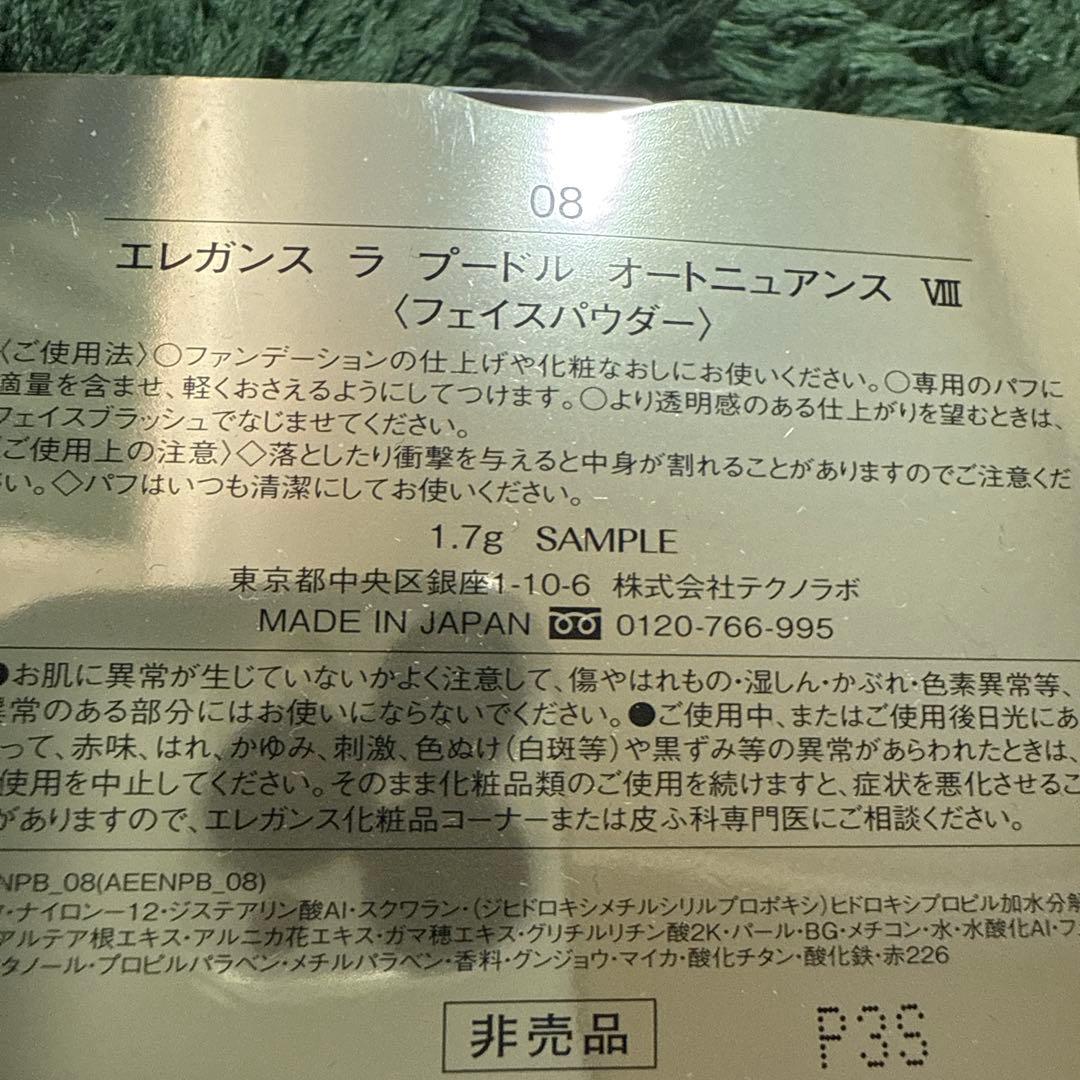 08
エレガンス ラ プードル オートニュアンス Ⅷ
〈フェイスパウダー〉
〈ご使用法〉○ファンデーションの仕上げや化粧なおしにお使いください。○専用のパフに
適量を含ませ、軽くおさえるようにしてつけます。○より透明感のある仕上がりを望むときは、
フェイスブラッシュでなじませてください。
〈ご使用上の注意〉◇落としたり衝撃を与えると中身が割れることがありますのでご注意くだ
さい。◇パフはいつも清潔にしてお使いください。
1.7g SAMPLE
東京都中央区銀座1-10-6 株式会社テクノラボ
MADE IN JAPAN 0120-766-995
●お肌に異常が生じていないかよく注意して、傷やはれもの・湿しん・かぶれ・色素異常等、
異常のある部分にはお使いにならないでください。●ご使用中、またはご使用後日光にあ
って、赤味、はれ、かゆみ、刺激、色ぬけ(白斑等)や黒ずみ等の異常があらわれたときは、
使用を中止してください。そのまま化粧品類のご使用を続けますと、症状を悪化させるこ
がありますので、エレガンス化粧品コーナーまたは皮ふ科専門医にご相談ください。
NPB_08(AEENPB_08)
・ナイロン－12・ジステアリン酸Al・スクワラン・(ジヒドロキシメチルシリルプロポキシ)ヒドロキシプロピル加水分解
アルテア根エキス・アルニカ花エキス・ガマ穂エキス・グリチルリチン酸2K・パール・BG・メチコン・水・水酸化Al・フ
タノール・プロピルパラベン・メチルパラベン・香料・グンジョウ・マイカ・酸化チタン・酸化鉄・赤226
非売品
P3S